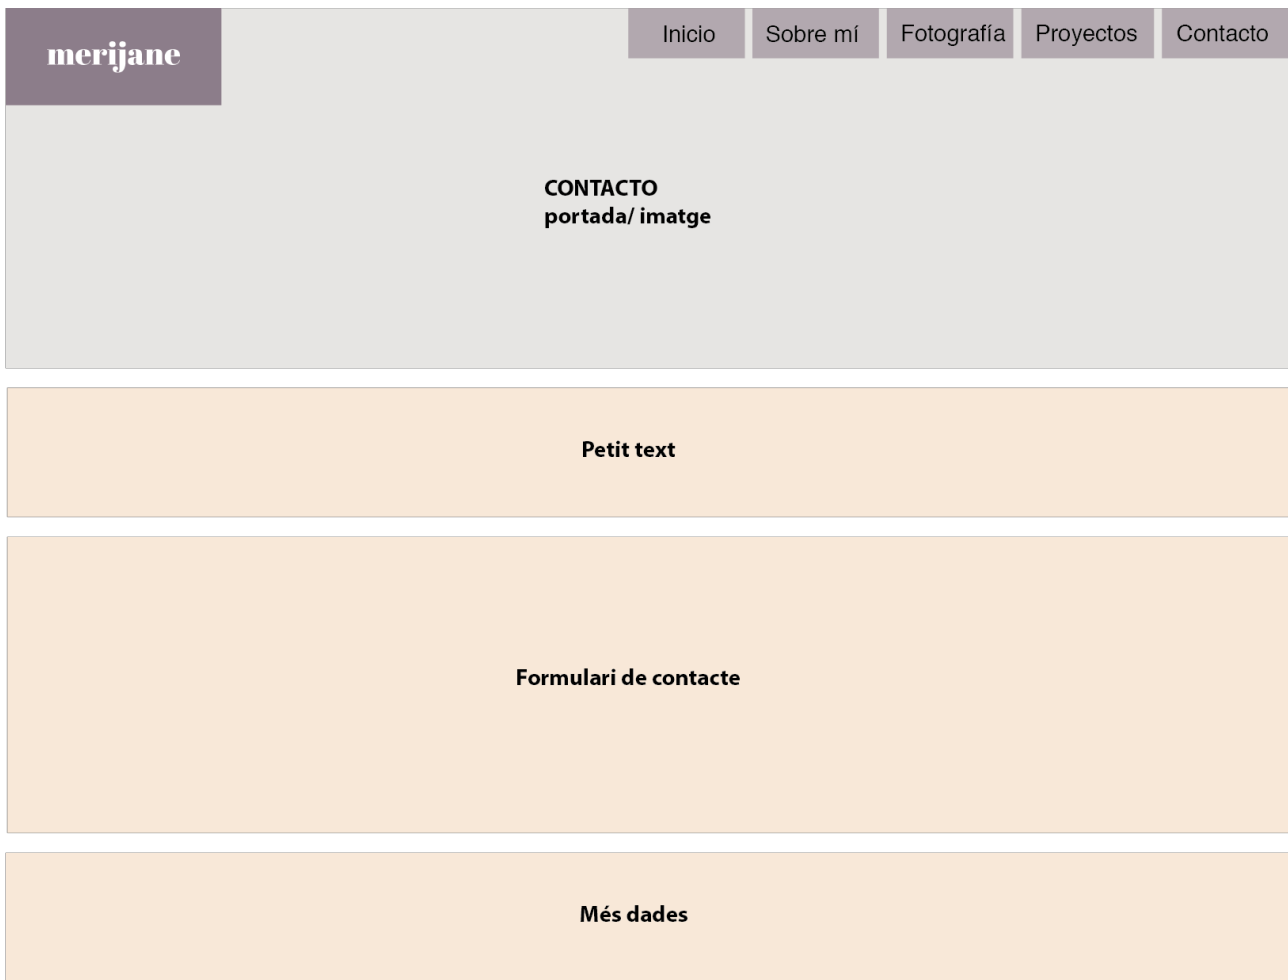 merijane
Inicio
Sobre mí
Fotografía
Proyectos
Contacto
CONTACTO
portada/ imatge
Petit text
Formulari de contacte
Més dades